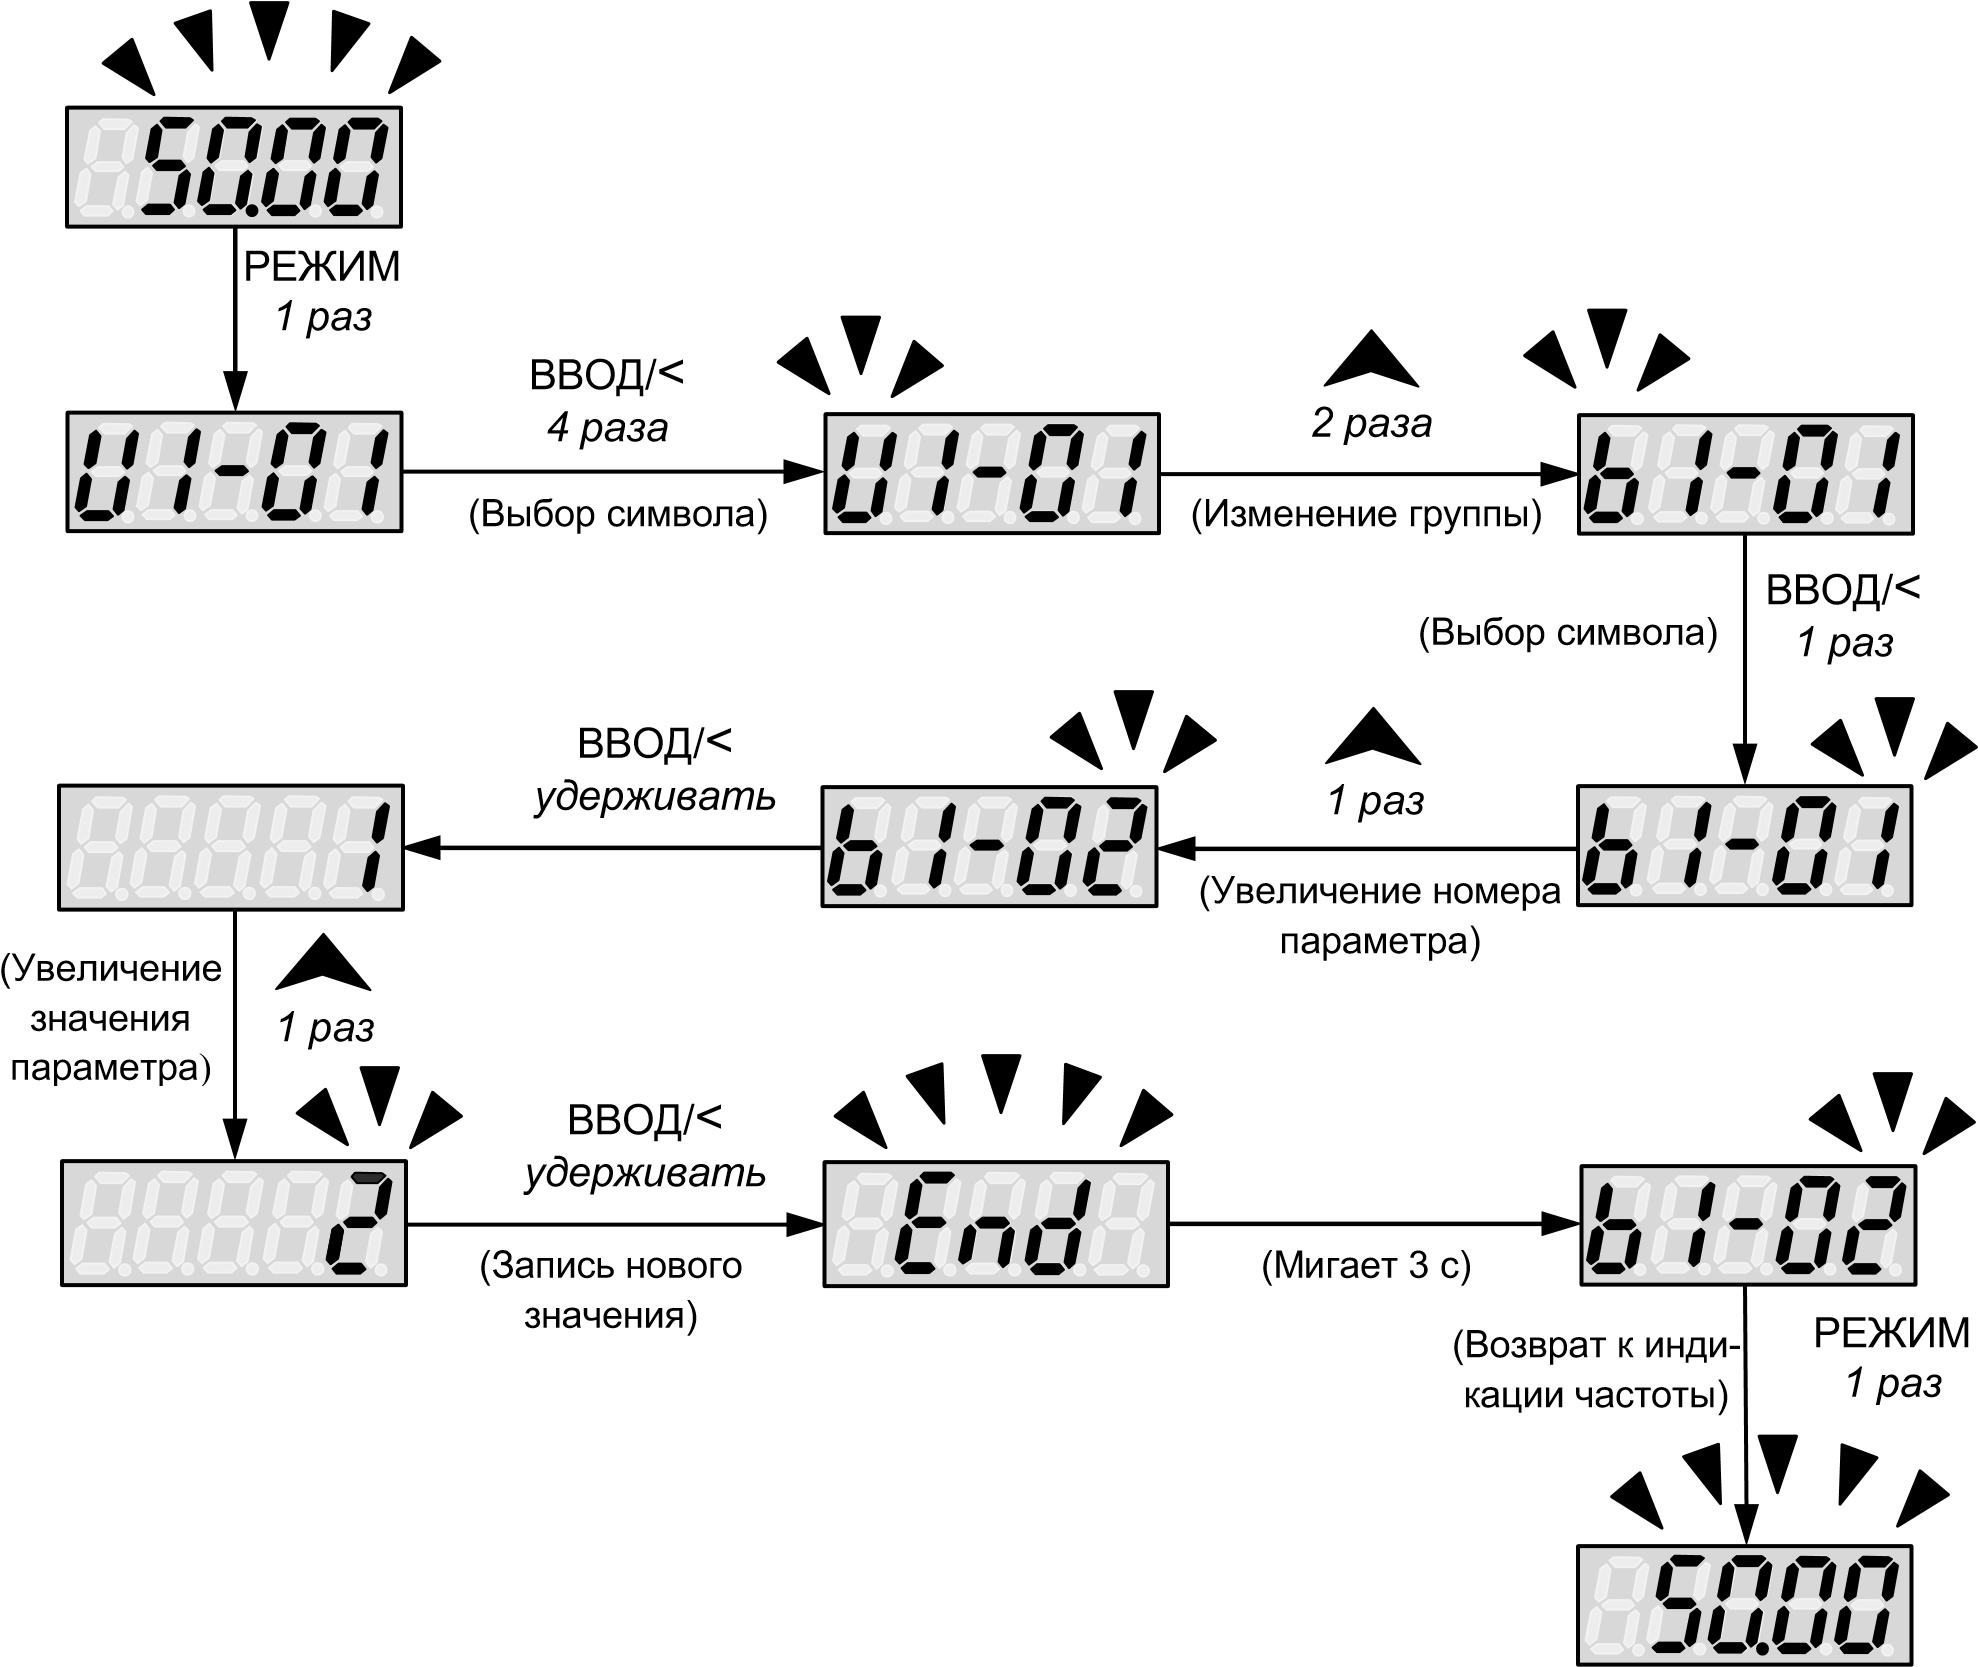 50.00
РЕЖИМ
1 раз
U1-01
ВВОД/<
4 раза
(Выбор символа)
U1-01
2 раза
(Изменение группы)
b1-01
ВВОД/<
1 раз
(Выбор символа)
b1-01
1 раз
(Увеличение номера
параметра)
b1-02
ВВОД/<
удерживать
1
(Увеличение
значения
параметра)
1 раз
2
ВВОД/<
удерживать
(Запись нового
значения)
End
(Мигает 3 с)
b1-02
(Возврат к инди-
кации частоты)
РЕЖИМ
1 раз
50.00